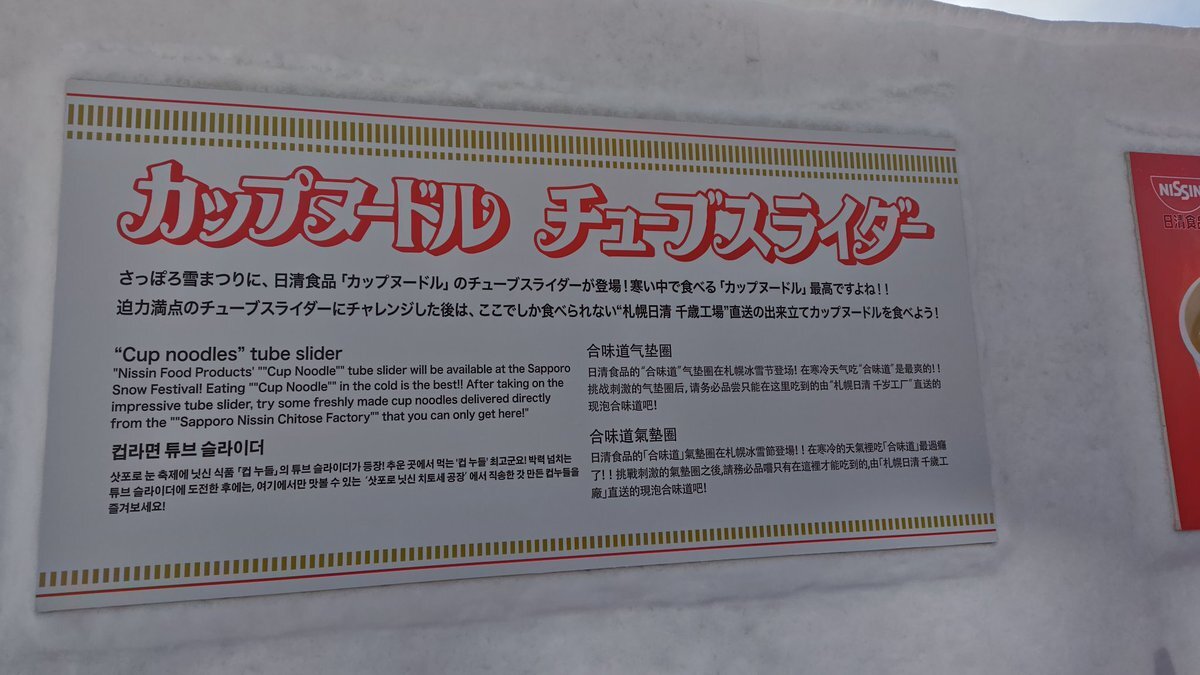 カップヌードル チューブスライダー
さっぽろ雪まつりに、日清食品「カップヌードル」のチューブスライダーが登場！寒い中で食べる「カップヌードル」最高ですよね！！
迫力満点のチューブスライダーにチャレンジした後は、ここでしか食べられない“札幌日清 千歳工場”直送の出来立てカップヌードルを食べよう！
“Cup noodles” tube slider
"Nissin Food Products' ""Cup Noodle"" tube slider will be available at the Sapporo
Snow Festival! Eating ""Cup Noodle"" in the cold is the best!! After taking on the
impressive tube slider, try some freshly made cup noodles delivered directly
from the ""Sapporo Nissin Chitose Factory"" that you can only get here!"
컵라면 튜브 슬라이더
삿포로 눈 축제에 닛신 식품 「컵 누들」의 튜브 슬라이더가 등장! 추운 곳에서 먹는 '컵 누들' 최고군요! 박력 넘치는
튜브 슬라이더에 도전한 후에는, 여기에서만 맛볼 수 있는 '삿포로 닛신 치토세 공장' 에서 직송한 갓 만든 컵누들을
즐겨보세요!
合味道气垫圈
日清食品的“合味道”气垫圈在札幌冰雪节登场! 在寒冷天气吃“合味道”是最爽的!!
挑战刺激的气垫圈后, 请务必品尝只能在这里吃到的由“札幌日清 千岁工厂”直送的
现泡合味道吧!
合味道氣墊圈
日清食品的「合味道」氣墊圈在札幌冰雪節登場!! 在寒冷的天氣裡吃「合味道」最過癮
了!! 挑戰刺激的氣墊圈之後,請務必品嚐只有在這裡才能吃到的,由「札幌日清 千歲工
廠」直送的現泡合味道吧!
NISSIN
日清食品